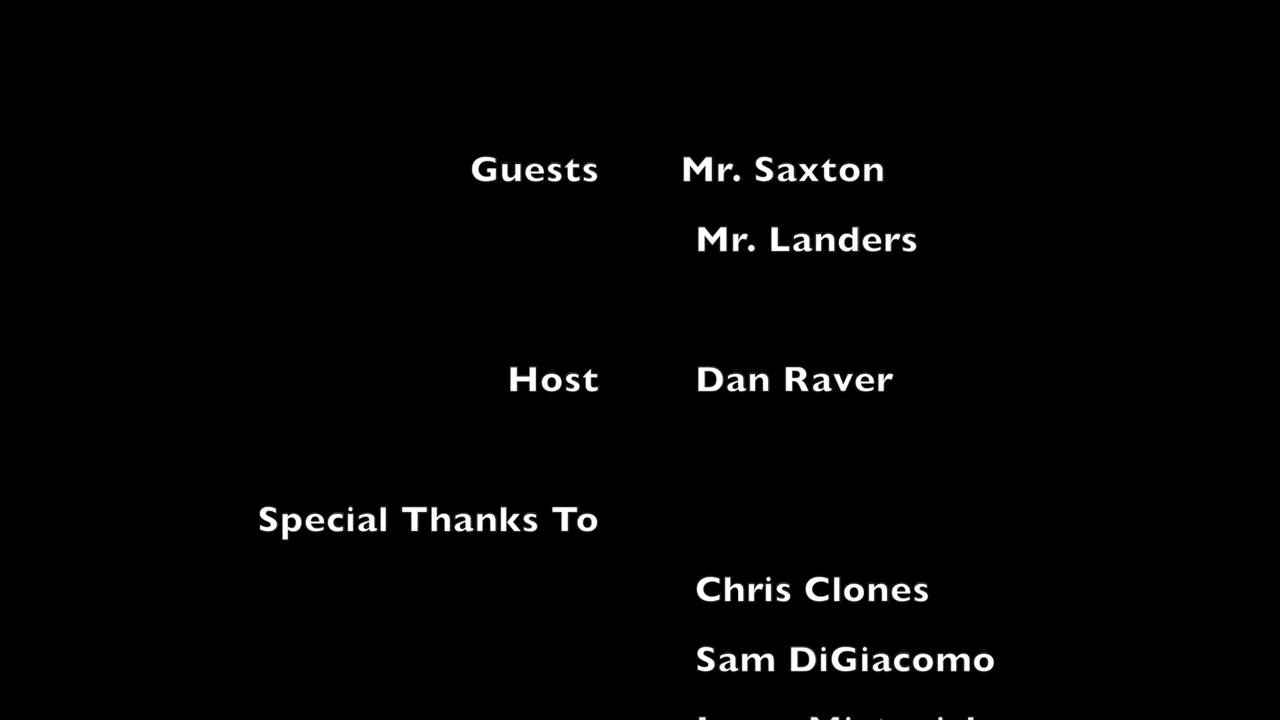 Guests Mr. Saxton
Mr. Landers
Host Dan Raver
Special Thanks To
Chris Clones
Sam DiGiacomo